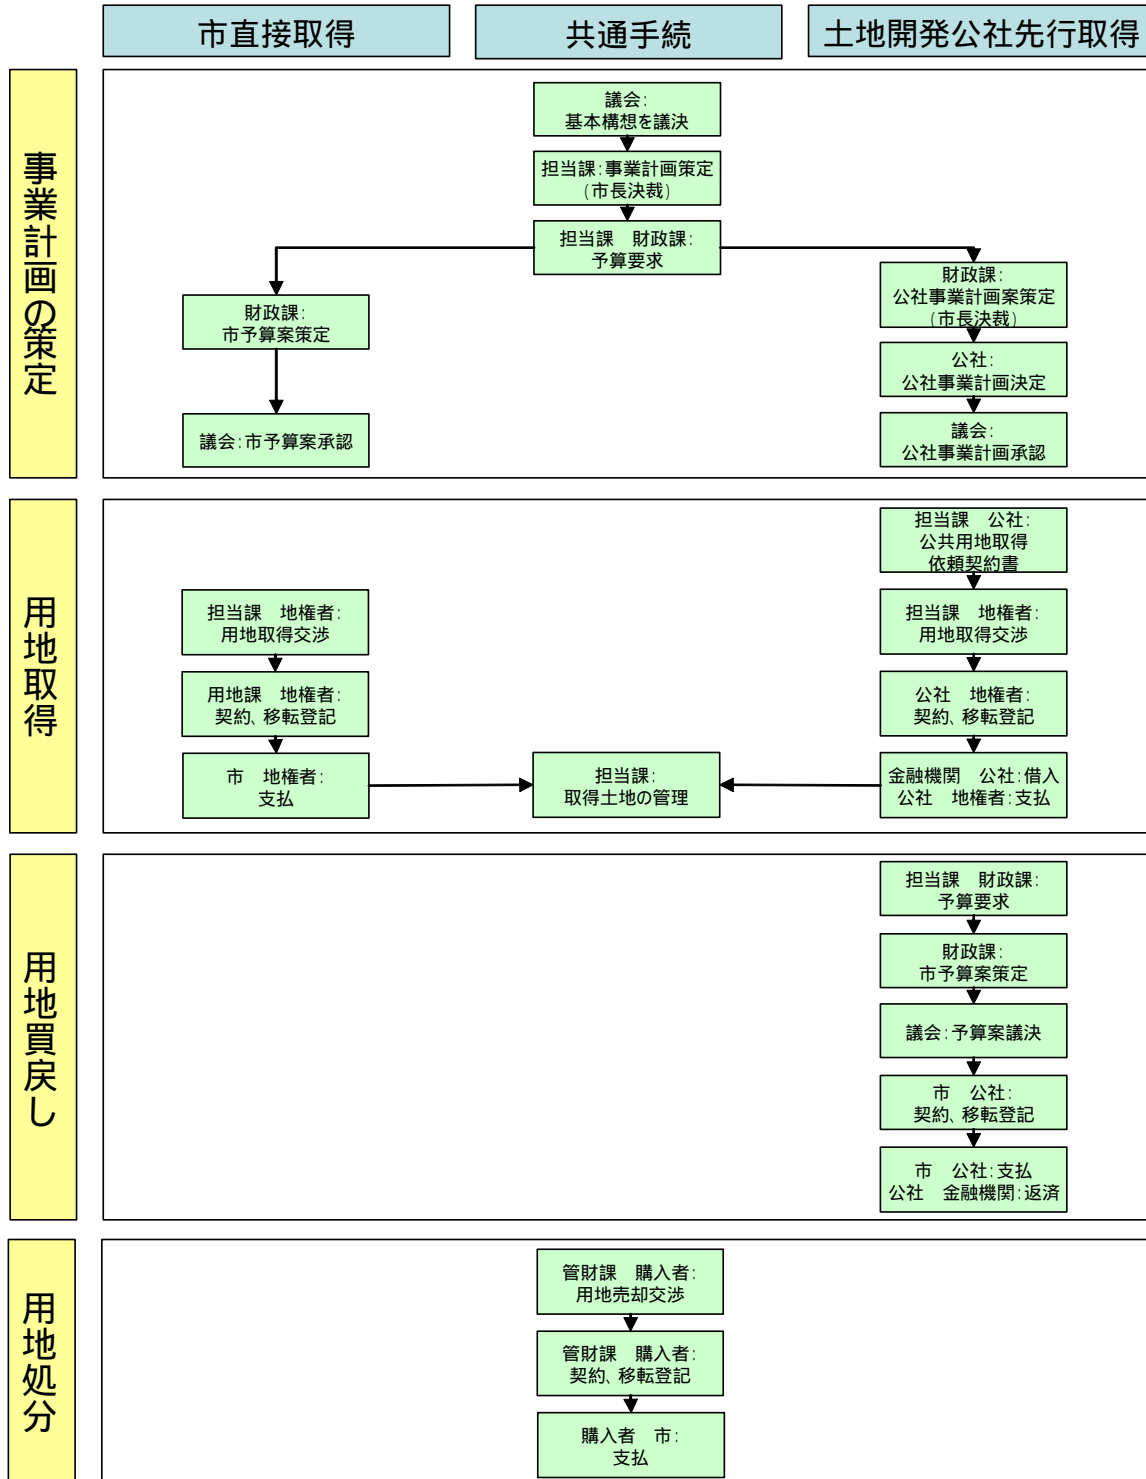 市直接取得
共通手続
土地開発公社先行取得
事業計画の策定
議会:
基本構想を議決
担当課:事業計画策定
(市長決裁)
担当課　財政課:
予算要求
財政課:
市予算案策定
議会:市予算案承認
財政課:
公社事業計画案策定
(市長決裁)
公社:
公社事業計画決定
議会:
公社事業計画承認
用地取得
担当課　地権者:
用地取得交渉
用地課　地権者:
契約、移転登記
市　地権者:
支払
担当課:
取得土地の管理
担当課　公社:
公共用地取得
依頼契約書
担当課　地権者:
用地取得交渉
公社　地権者:
契約、移転登記
金融機関　公社:借入
公社　地権者:支払
用地買戻し
担当課　財政課:
予算要求
財政課:
市予算案策定
議会:予算案議決
市　公社:
契約、移転登記
市　公社:支払
公社　金融機関:返済
用地処分
管財課　購入者:
用地売却交渉
管財課　購入者:
契約、移転登記
購入者　市:
支払